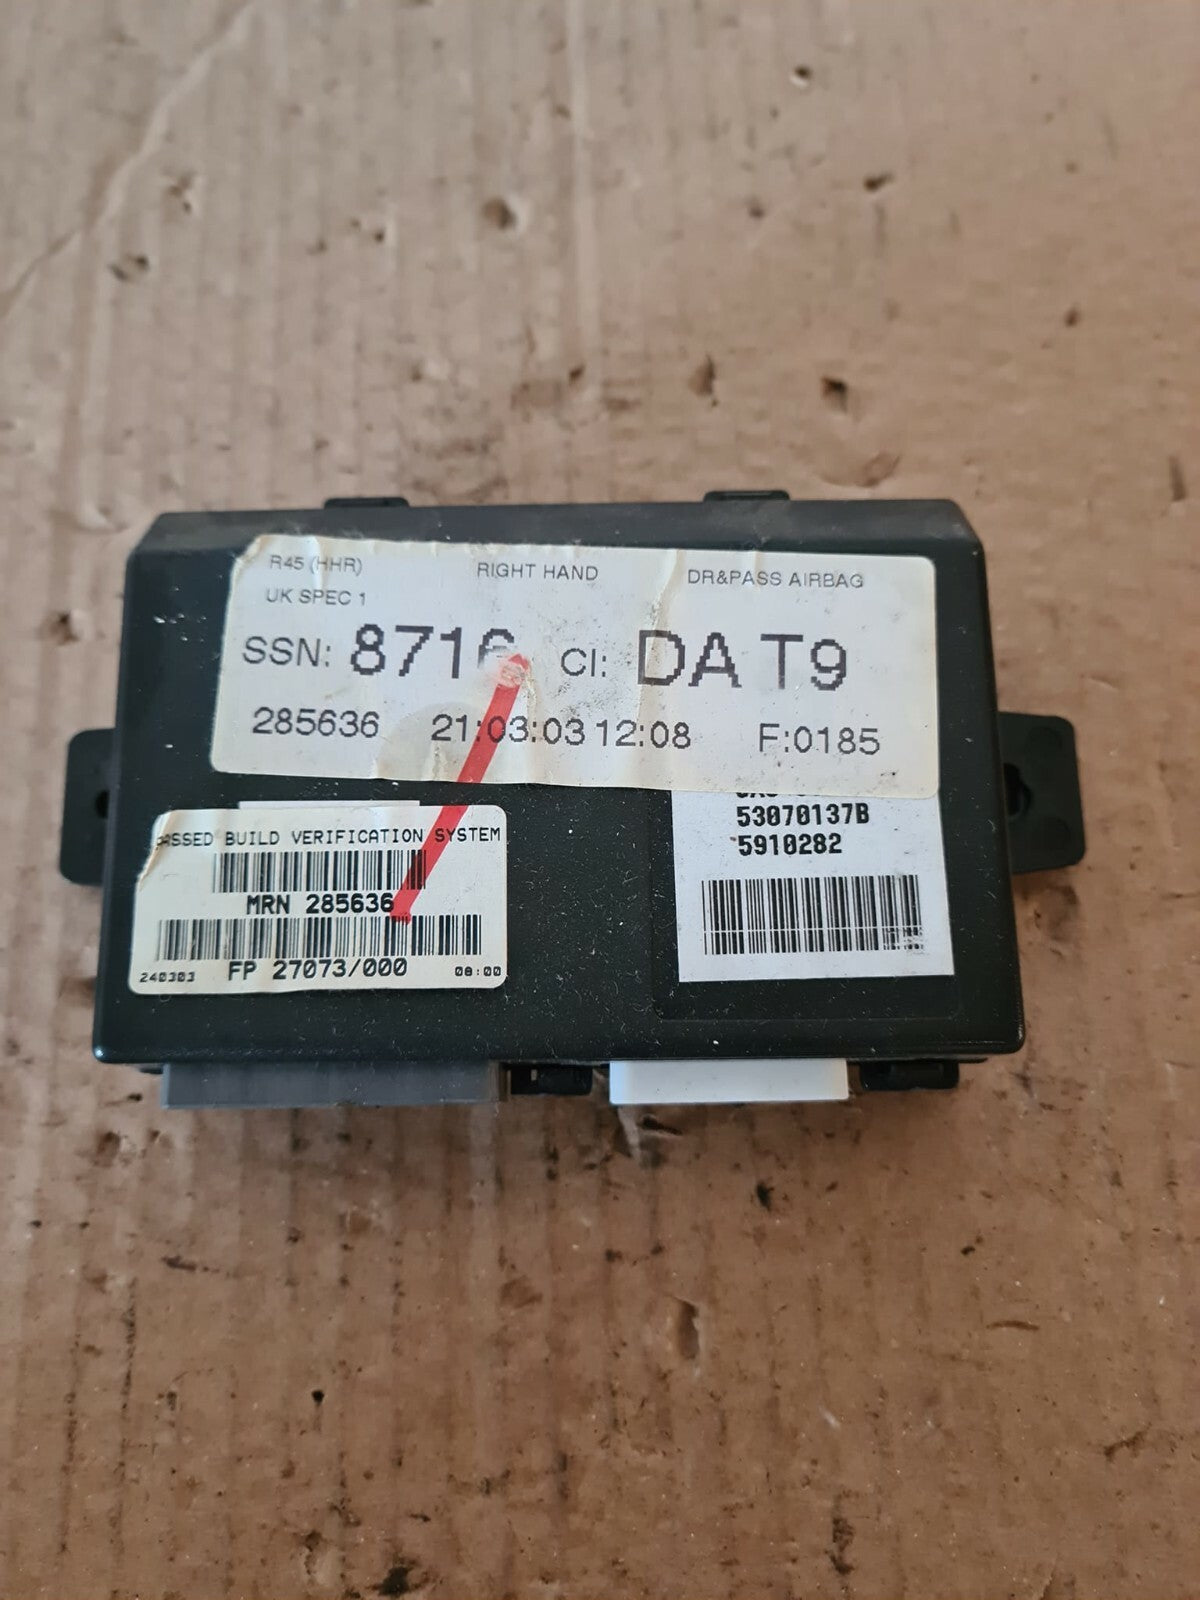 R45 (HHR) RIGHT HAND DR&PASS AIRBAG
UK SPEC 1
SSN: 8716 CI: DA T9
285636 21:03:03 12:08 F:0185
53070137B
5910282
PASSED BUILD VERIFICATION SYSTEM
MRN 285636
240303 FP 27073/000 08:00